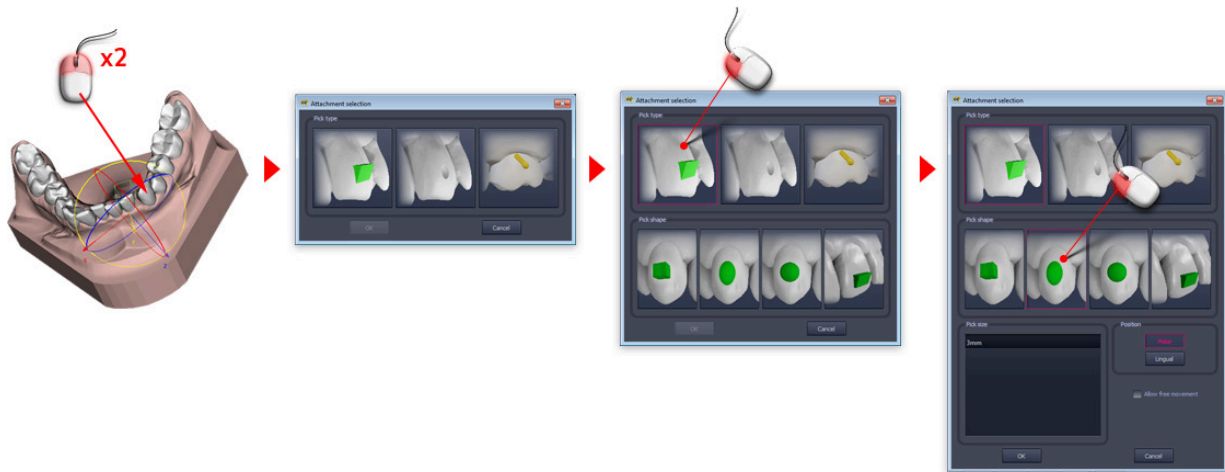 x2
Attachment selection
Pick type
OK
Cancel
Attachment selection
Pick type
Pick shape
OK
Cancel
Attachment selection
Pick type
Pick shape
Pick size
3mm
Position
Lingual
Allow free movement
OK
Cancel